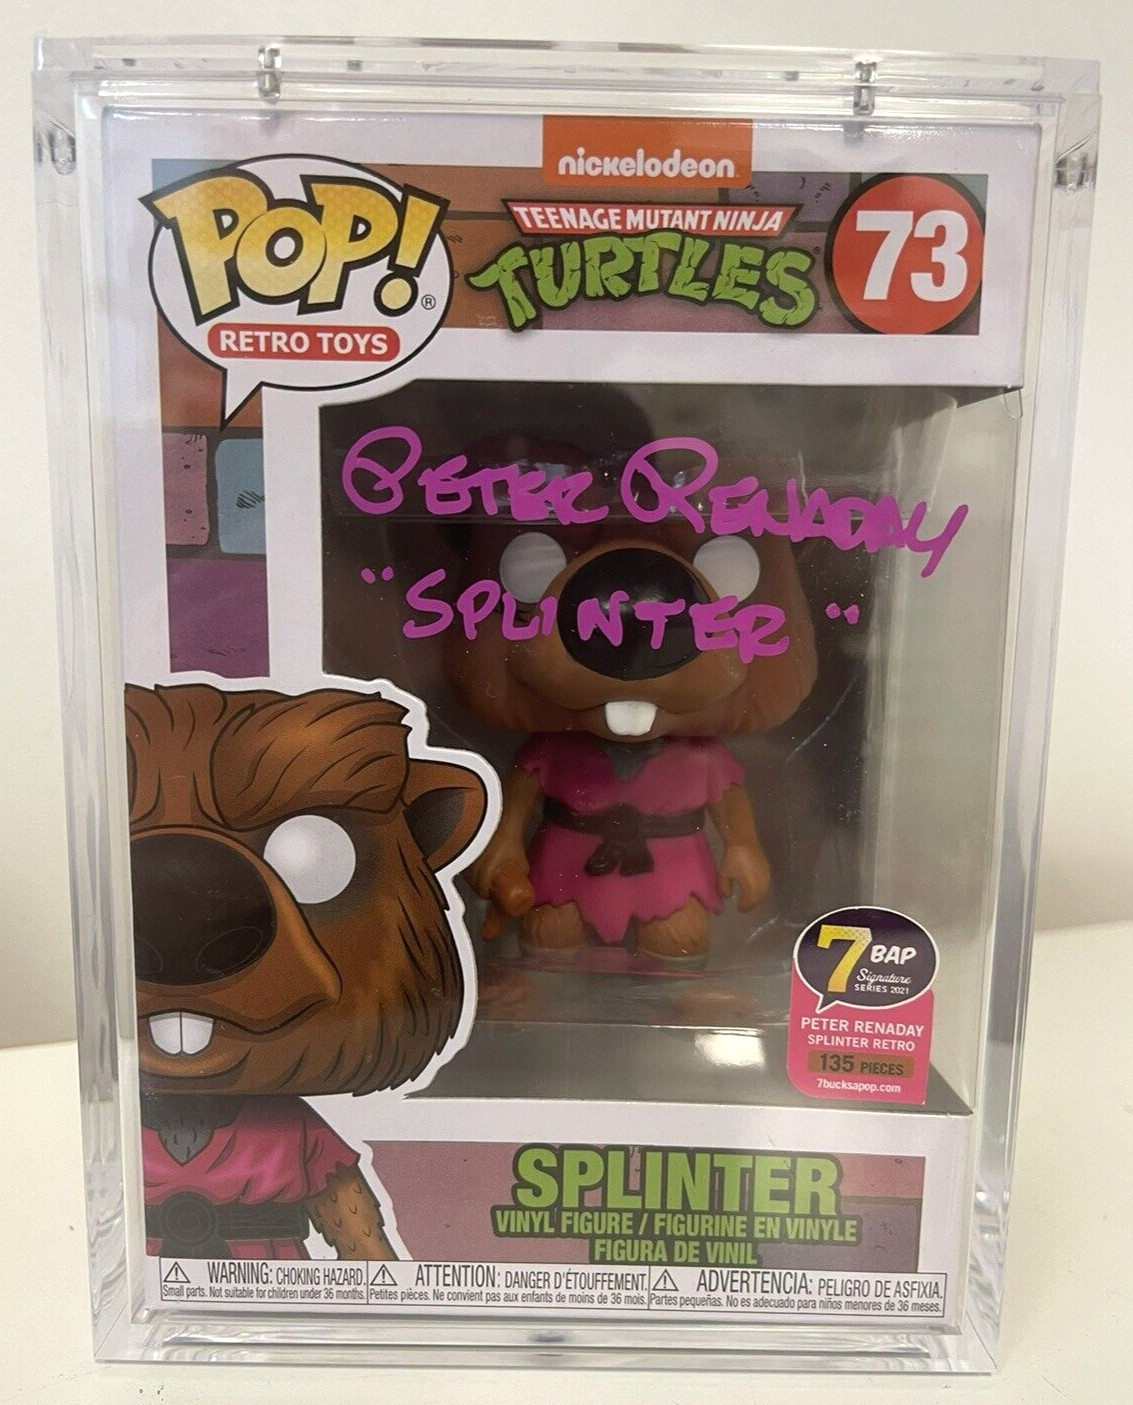 nickelodeon
POP!®
RETRO TOYS
TEENAGE MUTANT NINJA
TURTLES
73
PETER RENADAY
"SPLINTER"
7 BAP
Signature
SERIES 2021
PETER RENADAY
SPLINTER RETRO
135 PIECES
7bucksapop.com
SPLINTER
VINYL FIGURE / FIGURINE EN VINYLE
FIGURA DE VINIL
WARNING: CHOKING HAZARD.
Small parts. Not suitable for children under 36 months.
ATTENTION: DANGER D'ÉTOUFFEMENT.
Petites pièces. Ne convient pas aux enfants de moins de 36 mois.
ADVERTENCIA: PELIGRO DE ASFIXIA.
Partes pequeñas. No es adecuado para niños menores de 36 meses.